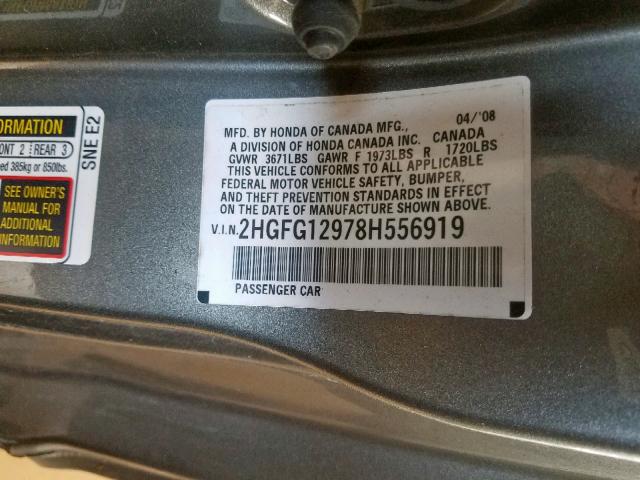 ORMATION
ONT 2 REAR 3
ed 385kg or 850lbs.
SEE OWNER'S
MANUAL FOR
ADDITIONAL
INFORMATION
SNE E2
04/'08
MFD. BY HONDA OF CANADA MFG.,
A DIVISION OF HONDA CANADA INC. CANADA
GVWR 3671LBS GAWR F 1973LBS R 1720LBS
THIS VEHICLE CONFORMS TO ALL APPLICABLE
FEDERAL MOTOR VEHICLE SAFETY, BUMPER,
AND THEFT PREVENTION STANDARDS IN EFFECT
ON THE DATE OF MANUFACTURE SHOWN ABOVE.
V.I.N. 2HGFG12978H556919
PASSENGER CAR